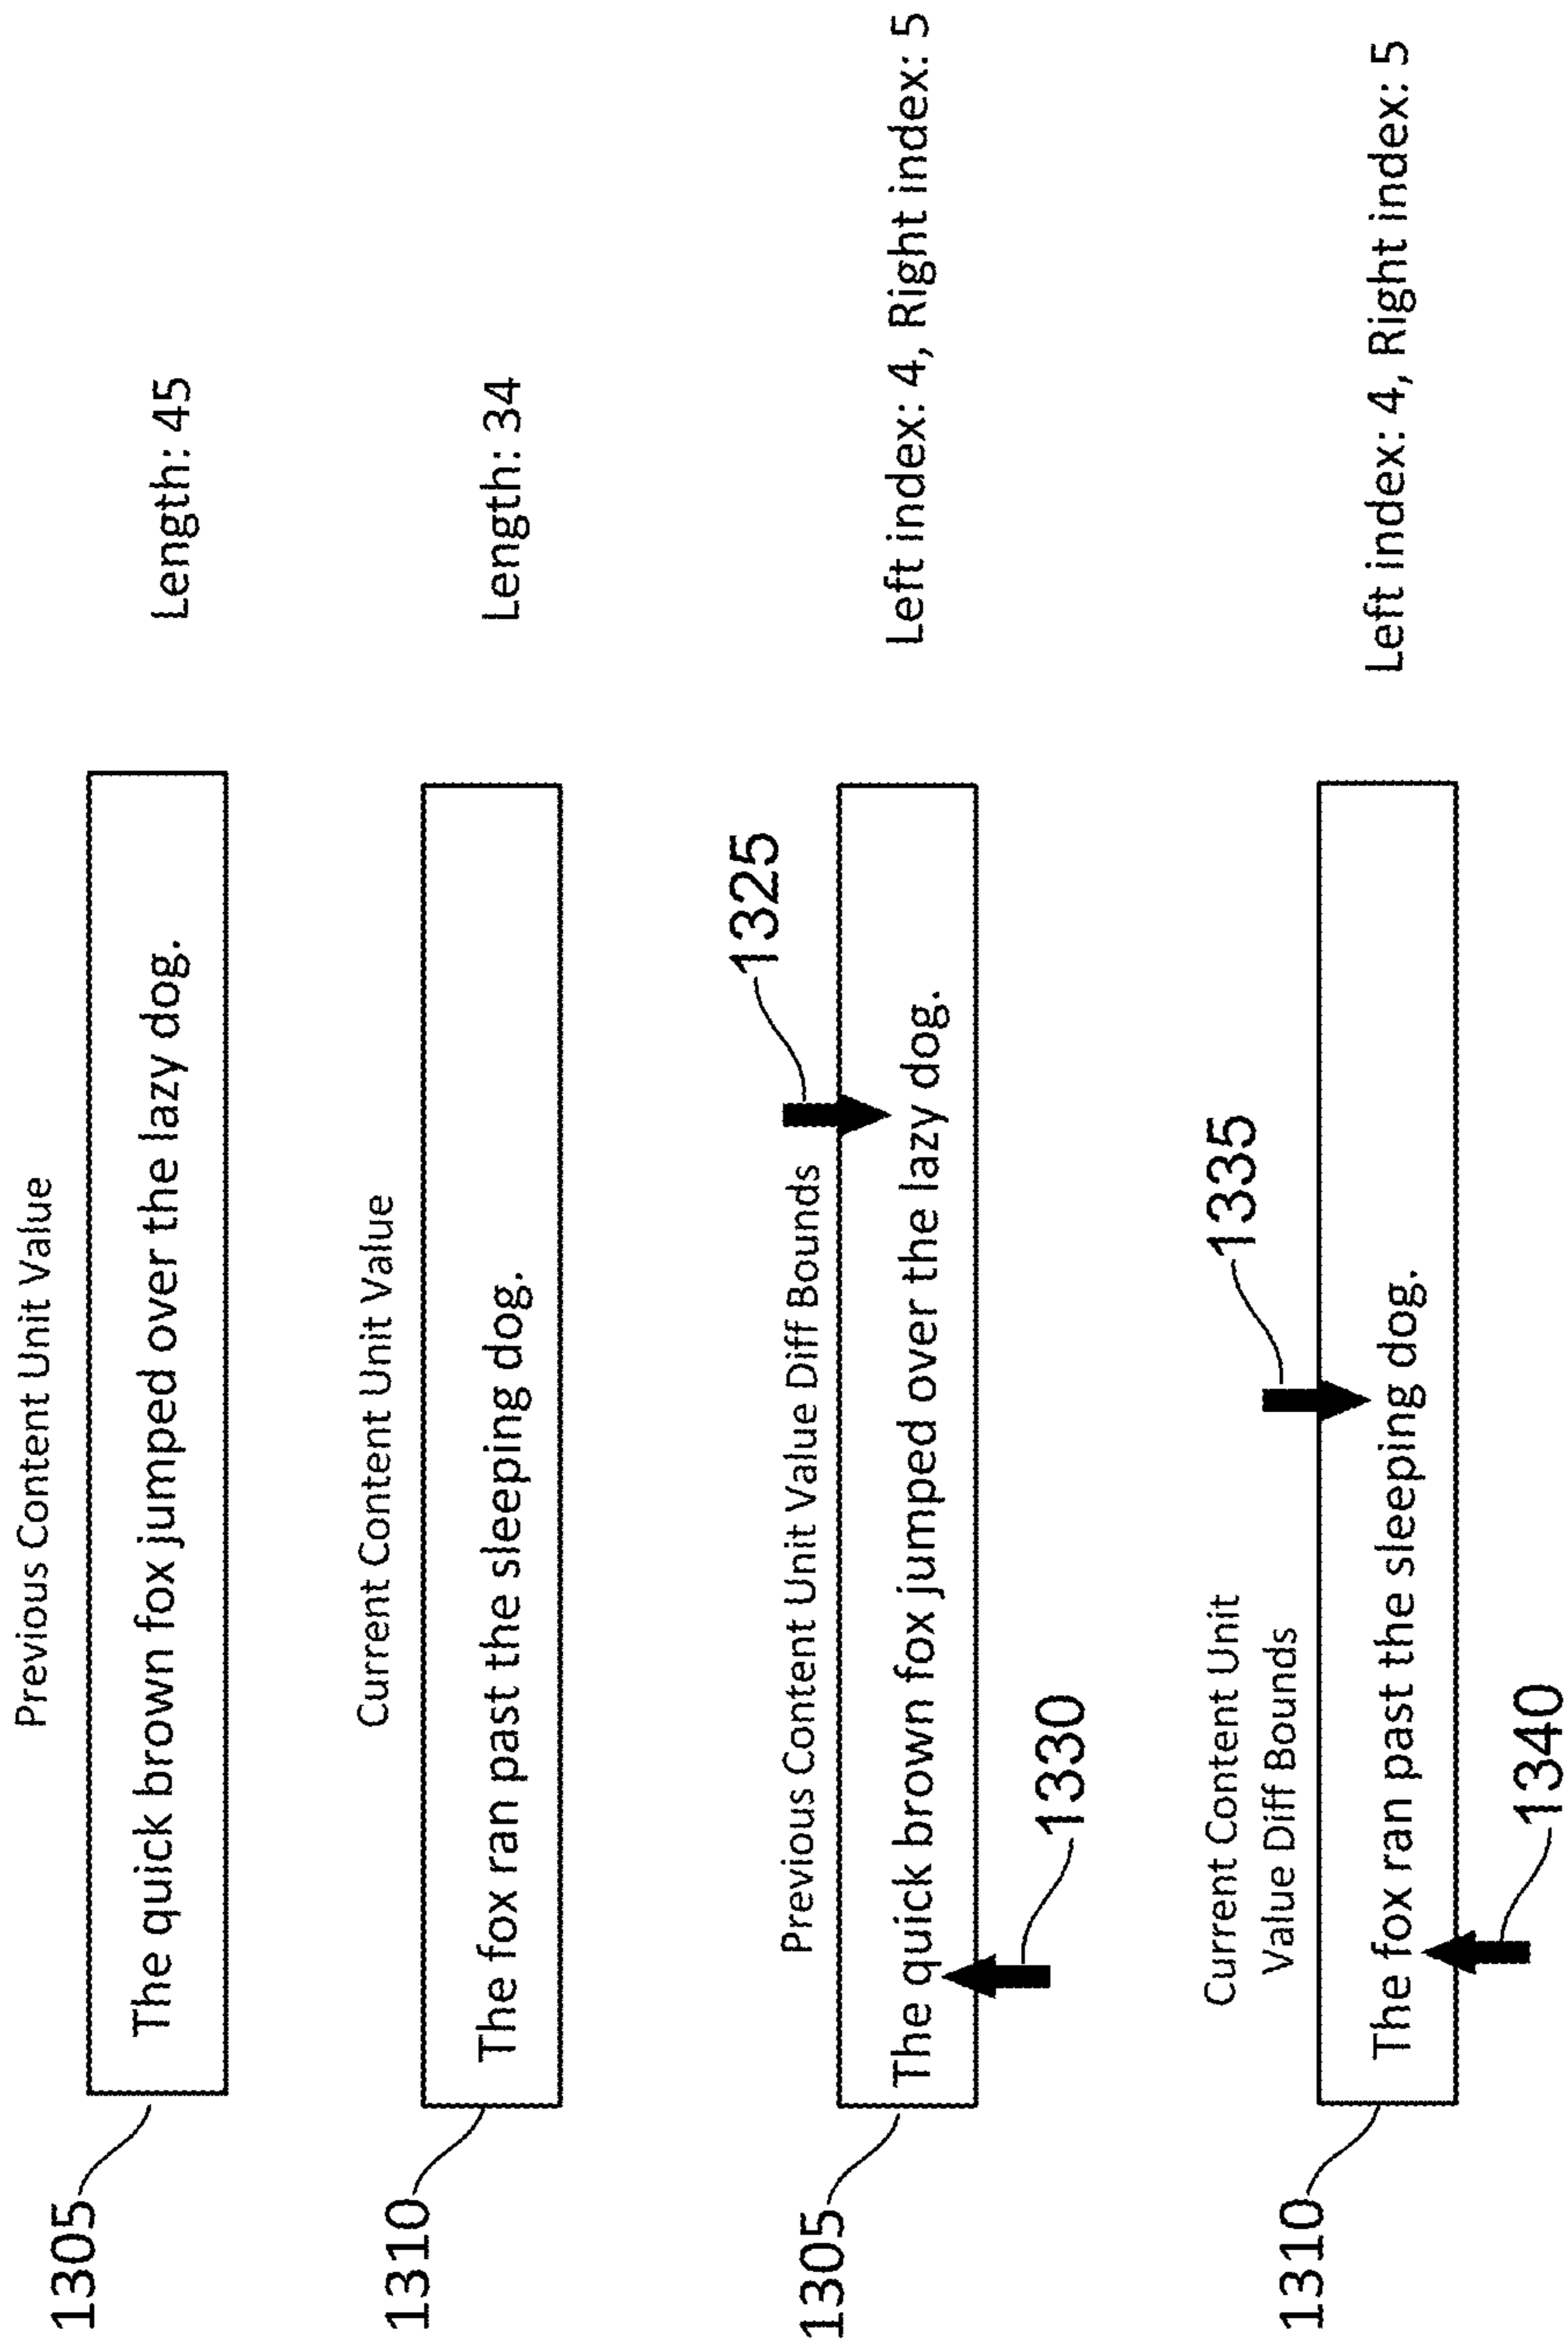 Previous Content Unit Value
1305
The quick brown fox jumped over the lazy dog.
Length: 45
Current Content Unit Value
1310
The fox ran past the sleeping dog.
Length: 34
1325
Previous Content Unit Value Diff Bounds
1305
The quick brown fox jumped over the lazy dog.
Left index: 4, Right index: 5
1330
1335
Current Content Unit
Value Diff Bounds
1310
The fox ran past the sleeping dog.
Left index: 4, Right index: 5
1340